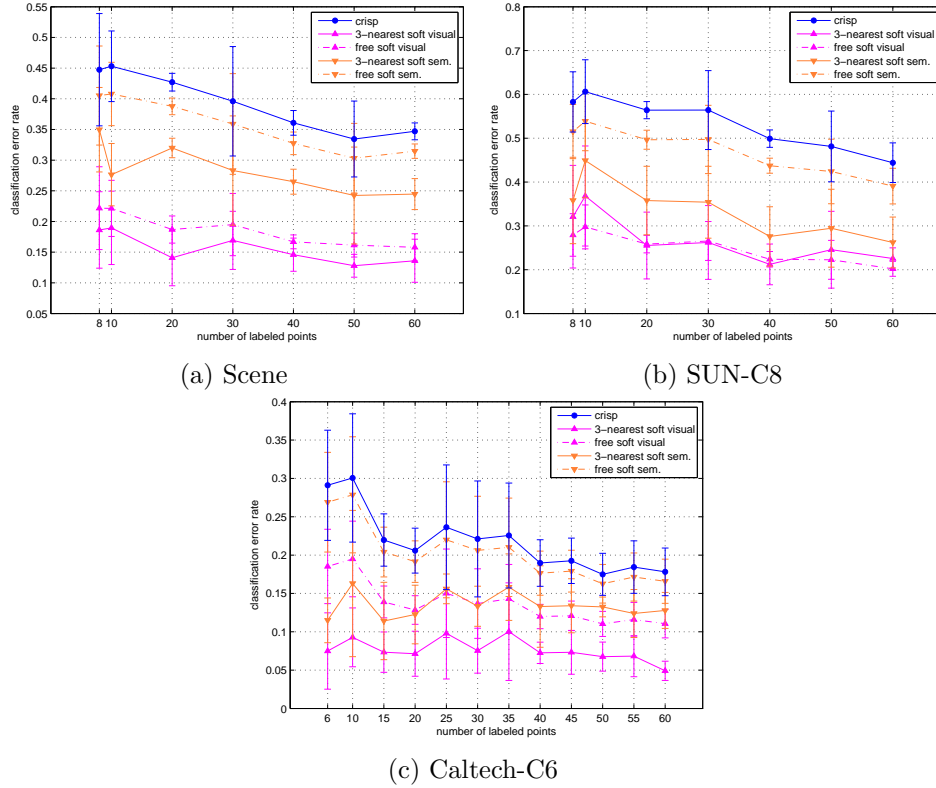 0.55
0.5
0.45
0.4
0.35
0.3
0.25
0.2
0.15
0.1
0.05
classification error rate
crisp
3−nearest soft visual
free soft visual
3−nearest soft sem.
free soft sem.
8 10 20 30 40 50 60
number of labeled points
(a) Scene
0.8
0.7
0.6
0.5
0.4
0.3
0.2
0.1
classification error rate
crisp
3−nearest soft visual
free soft visual
3−nearest soft sem.
free soft sem.
8 10 20 30 40 50 60
number of labeled points
(b) SUN-C8
0.4
0.35
0.3
0.25
0.2
0.15
0.1
0.05
0
classification error rate
crisp
3−nearest soft visual
free soft visual
3−nearest soft sem.
free soft sem.
6 10 15 20 25 30 35 40 45 50 55 60
number of labeled points
(c) Caltech-C6